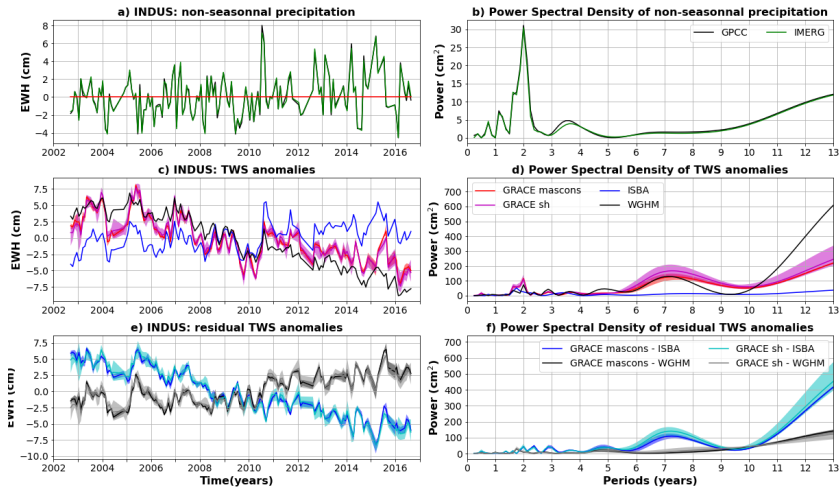 a) INDUS: non-seasonnal precipitation
EWH (cm)
8
6
4
2
0
−2
−4
2002 2004 2006 2008 2010 2012 2014 2016
b) Power Spectral Density of non-seasonnal precipitation
Power (cm²)
30
20
10
0
GPCC IMERG
0 1 2 3 4 5 6 7 8 9 10 11 12 13
c) INDUS: TWS anomalies
EWH (cm)
7.5
5.0
2.5
0.0
−2.5
−5.0
−7.5
2002 2004 2006 2008 2010 2012 2014 2016
d) Power Spectral Density of TWS anomalies
Power (cm²)
700
600
500
400
300
200
100
0
GRACE mascons ISBA
GRACE sh WGHM
0 1 2 3 4 5 6 7 8 9 10 11 12 13
e) INDUS: residual TWS anomalies
EWH (cm)
7.5
5.0
2.5
0.0
−2.5
−5.0
−7.5
−10.0
2002 2004 2006 2008 2010 2012 2014 2016
Time(years)
f) Power Spectral Density of residual TWS anomalies
Power (cm²)
700
600
500
400
300
200
100
0
GRACE mascons - ISBA GRACE sh - ISBA
GRACE mascons - WGHM GRACE sh - WGHM
0 1 2 3 4 5 6 7 8 9 10 11 12 13
Periods (years)